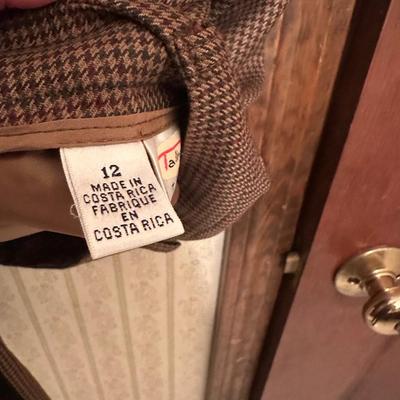 12
MADE IN
COSTA RICA
FABRIQUE
EN
COSTA RICA